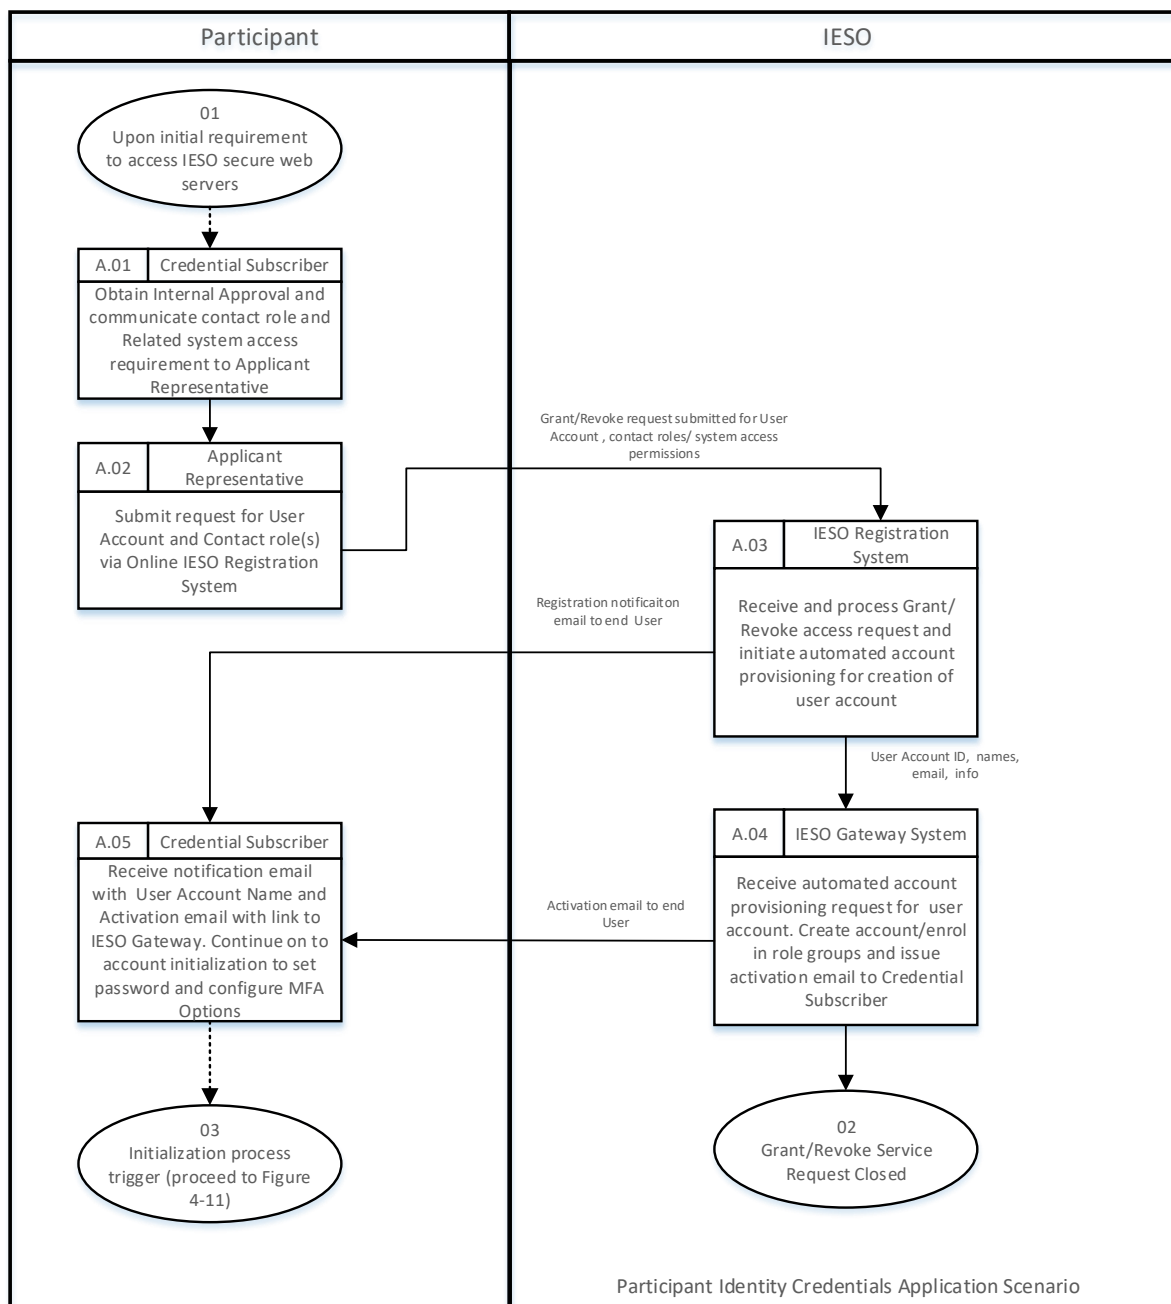 Participant
IESO
01
Upon initial requirement
to access IESO secure web
servers
A.01
Credential Subscriber
Obtain Internal Approval and
communicate contact role and
Related system access
requirement to Applicant
Representative
Grant/Revoke request submitted for User
Account , contact roles/ system access
permissions
A.02
Applicant
Representative
Submit request for User
Account and Contact role(s)
via Online IESO Registration
System
A.03
IESO Registration
System
Receive and process Grant/
Revoke access request and
initiate automated account
provisioning for creation of
user account
Registration notificaiton
email to end User
User Account ID, names,
email, info
A.05
Credential Subscriber
Receive notification email
with User Account Name and
Activation email with link to
IESO Gateway. Continue on to
account initialization to set
password and configure MFA
Options
A.04
IESO Gateway System
Receive automated account
provisioning request for user
account. Create account/enrol
in role groups and issue
activation email to Credential
Subscriber
Activation email to end
User
03
Initialization process
trigger (proceed to Figure
4-11)
02
Grant/Revoke Service
Request Closed
Participant Identity Credentials Application Scenario